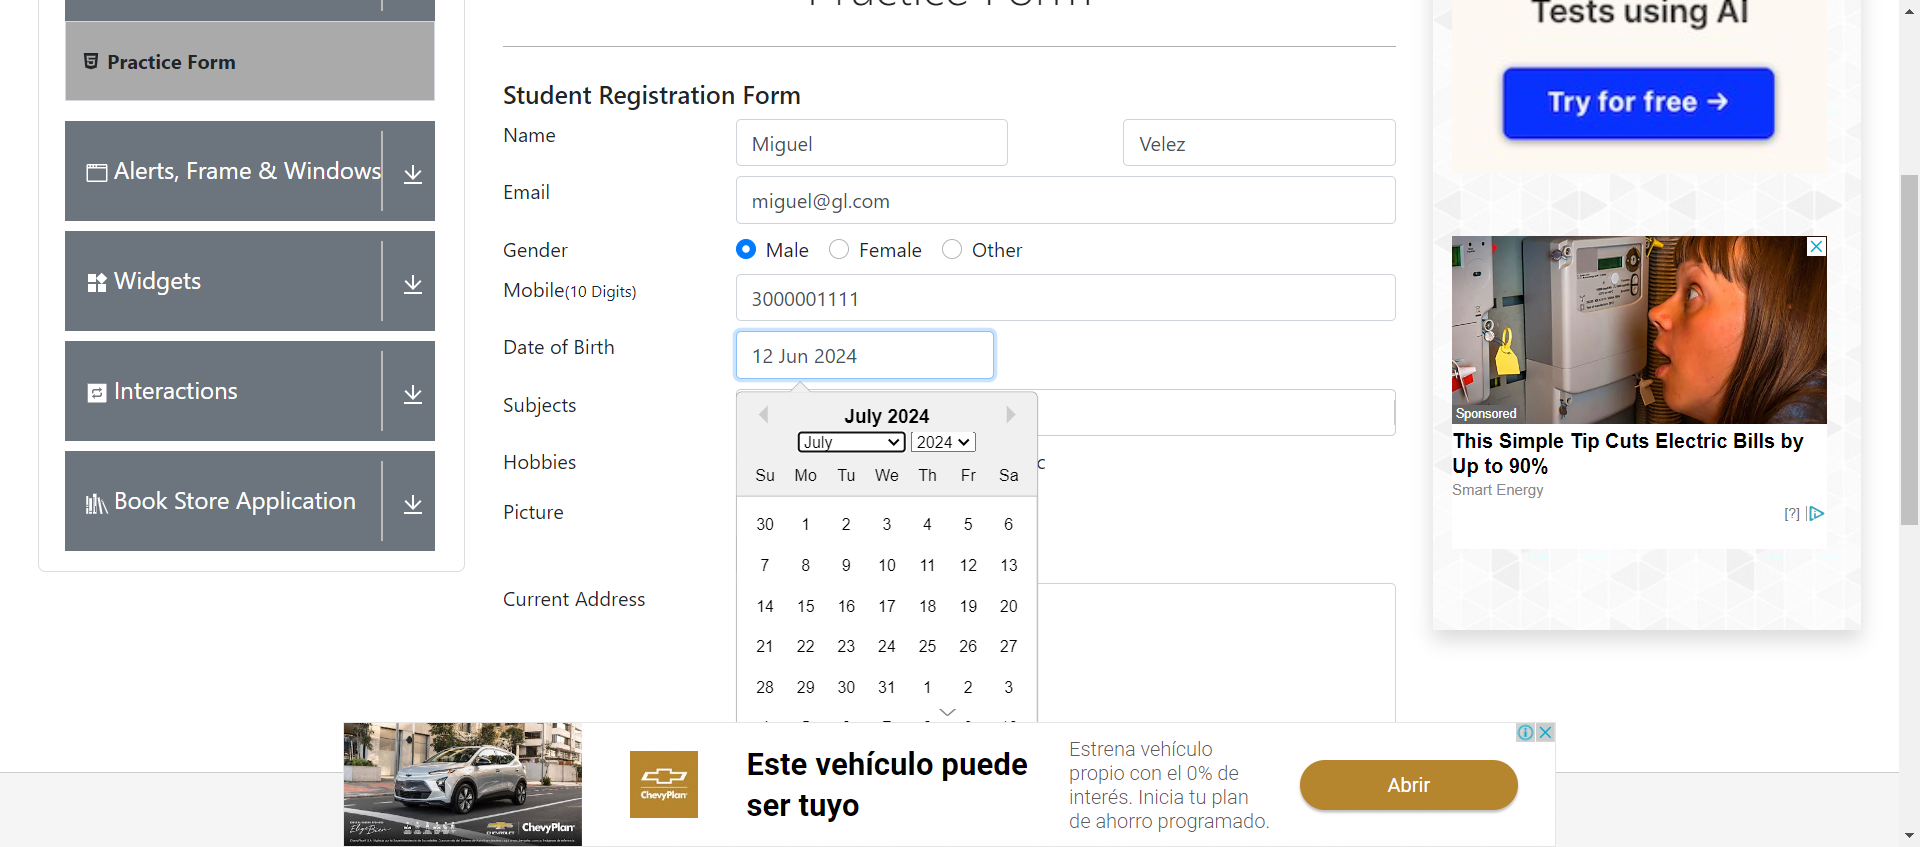 Practice Form
Practice Form
Alerts, Frame & Windows
Widgets
Interactions
Book Store Application
Student Registration Form
Name
Miguel
Velez
Email
miguel@gl.com
Gender
Male
Female
Other
Mobile(10 Digits)
3000001111
Date of Birth
12 Jun 2024
Subjects
July 2024
July
2024
Su Mo Tu We Th Fr Sa
30 1 2 3 4 5 6
7 8 9 10 11 12 13
14 15 16 17 18 19 20
21 22 23 24 25 26 27
28 29 30 31 1 2 3
Hobbies
c
Picture
Current Address
Tests using AI
Try for free →
Sponsored
This Simple Tip Cuts Electric Bills by
Up to 90%
Smart Energy
[?]
ChevyPlan
ChevyPlan
Este vehículo puede
ser tuyo
Estrena vehículo
propio con el 0% de
interés. Inicia tu plan
de ahorro programado.
Abrir